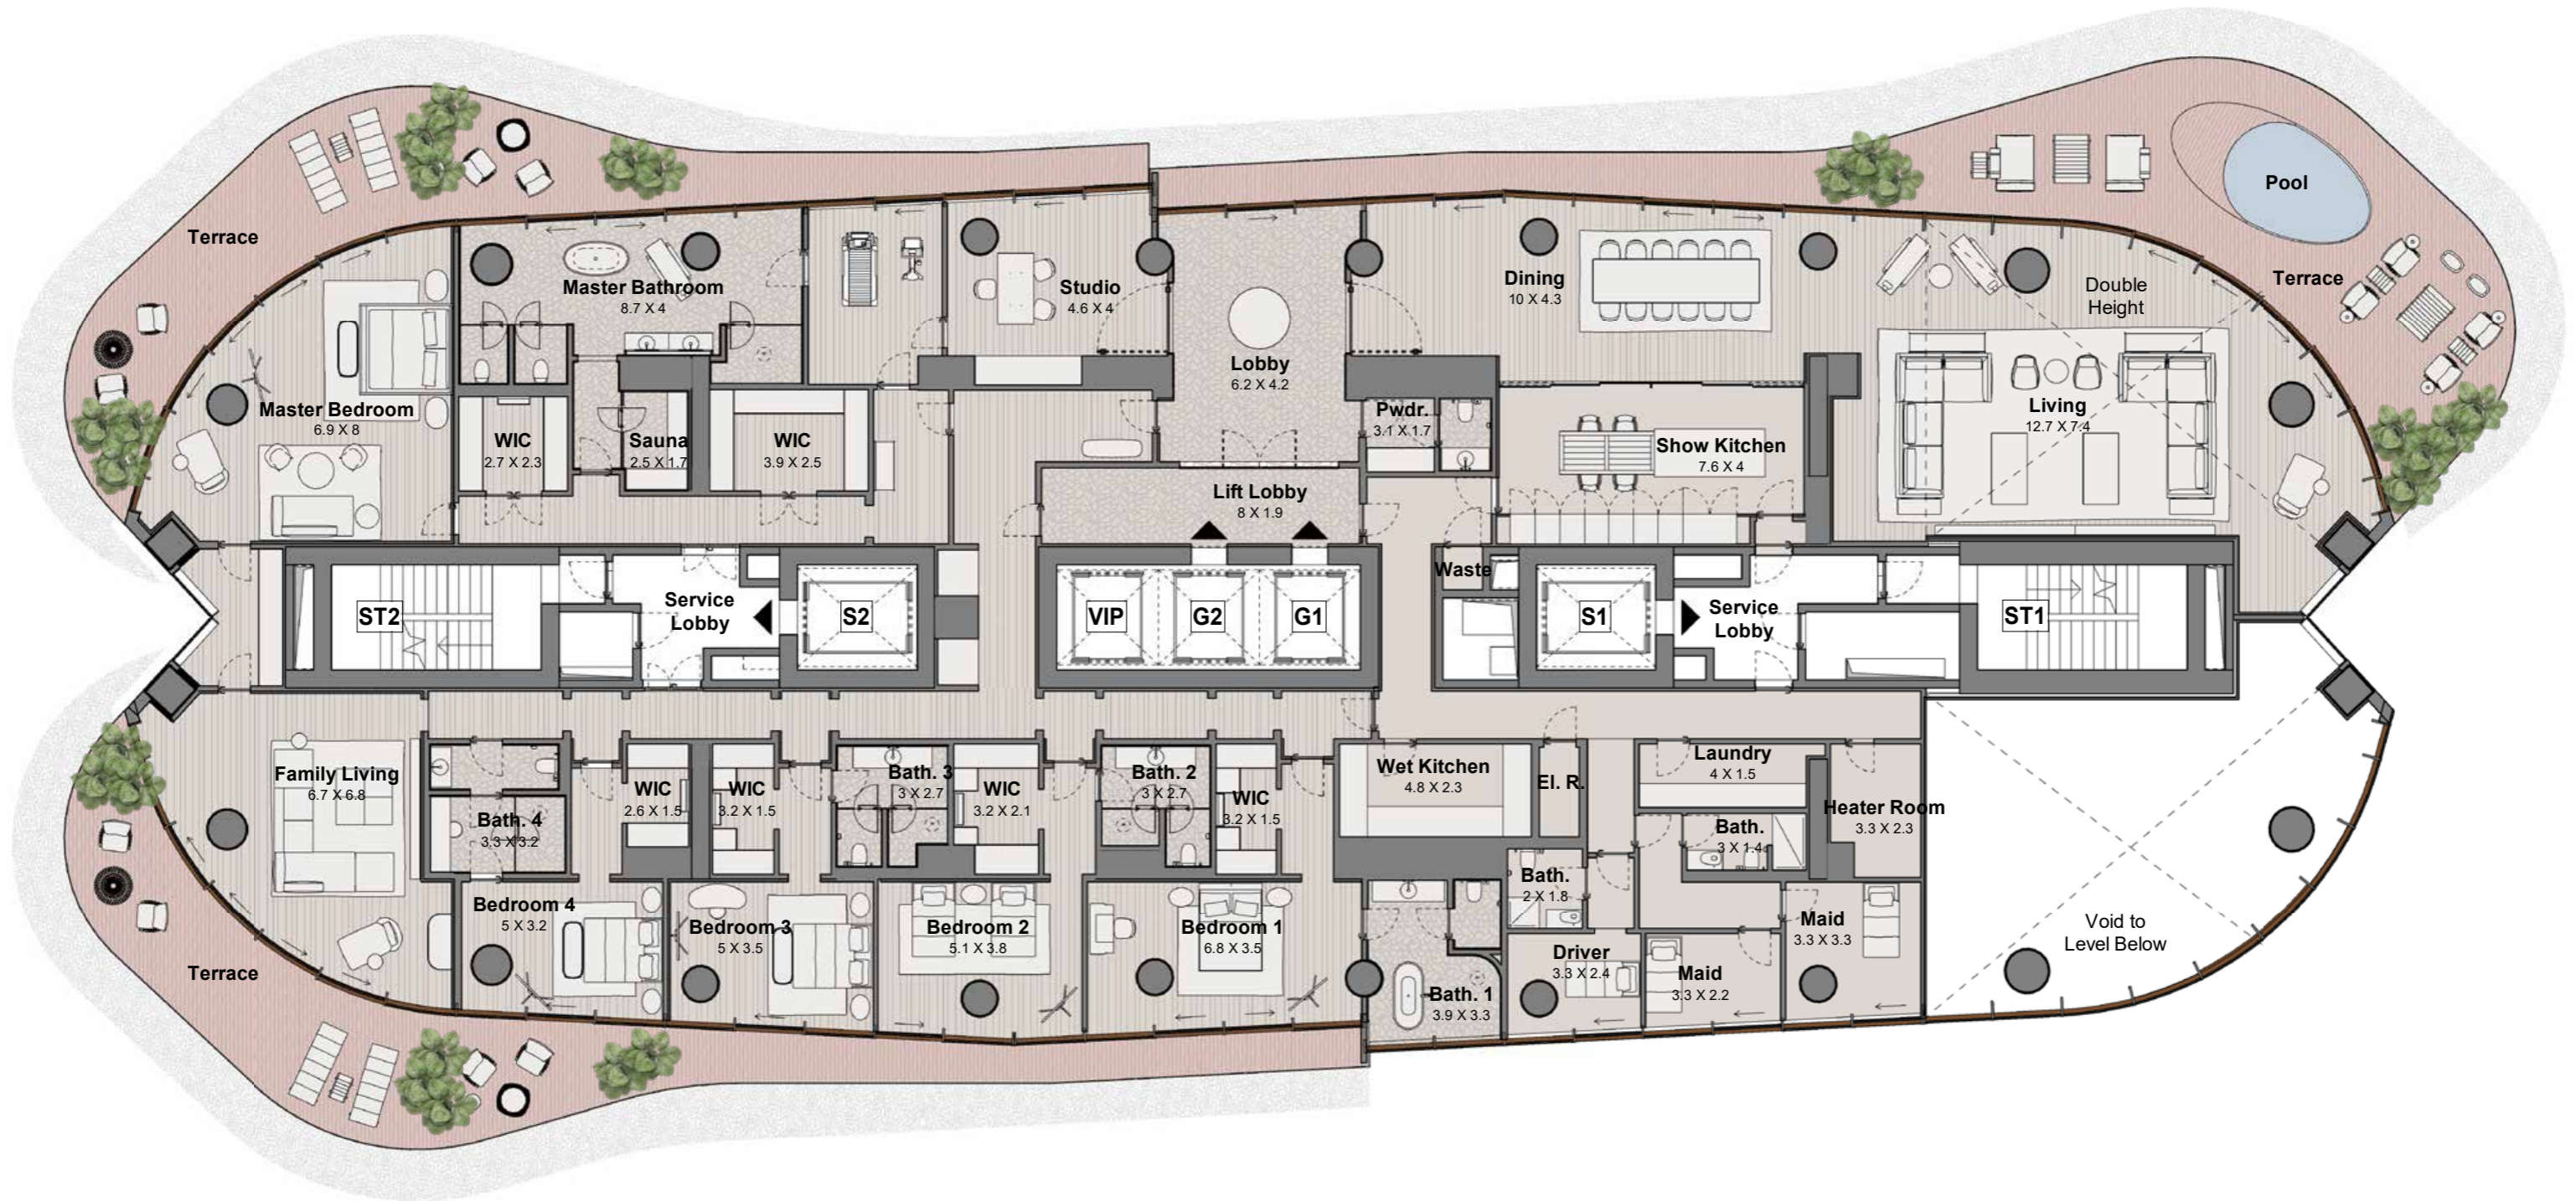 Pool
Terrace
Terrace
Double
Height
Master Bathroom
8.7 X 4
Studio
4.6 X 4
Dining
10 X 4.3
Lobby
6.2 X 4.2
Master Bedroom
6.9 X 8
Pwdr.
3.1 X 1.7
Living
12.7 X 7.4
WIC
2.7 X 2.3
Sauna
2.5 X 1.7
WIC
3.9 X 2.5
Show Kitchen
7.6 X 4
Lift Lobby
8 X 1.9
Waste
ST2
Service
Lobby
S2
VIP
G2
G1
S1
Service
Lobby
ST1
Family Living
6.7 X 6.8
WIC
2.6 X 1.5
WIC
3.2 X 1.5
Bath. 3
3 X 2.7
WIC
3.2 X 2.1
Bath. 2
3 X 2.7
WIC
3.2 X 1.5
Wet Kitchen
4.8 X 2.3
El. R.
Laundry
4 X 1.5
Heater Room
3.3 X 2.3
Bath. 4
3.3 X 3.2
Bath.
3 X 1.4
Bath.
2 X 1.8
Bedroom 4
5 X 3.2
Bedroom 3
5 X 3.5
Bedroom 2
5.1 X 3.8
Bedroom 1
6.8 X 3.5
Maid
3.3 X 3.3
Void to
Level Below
Driver
3.3 X 2.4
Maid
3.3 X 2.2
Terrace
Bath. 1
3.9 X 3.3